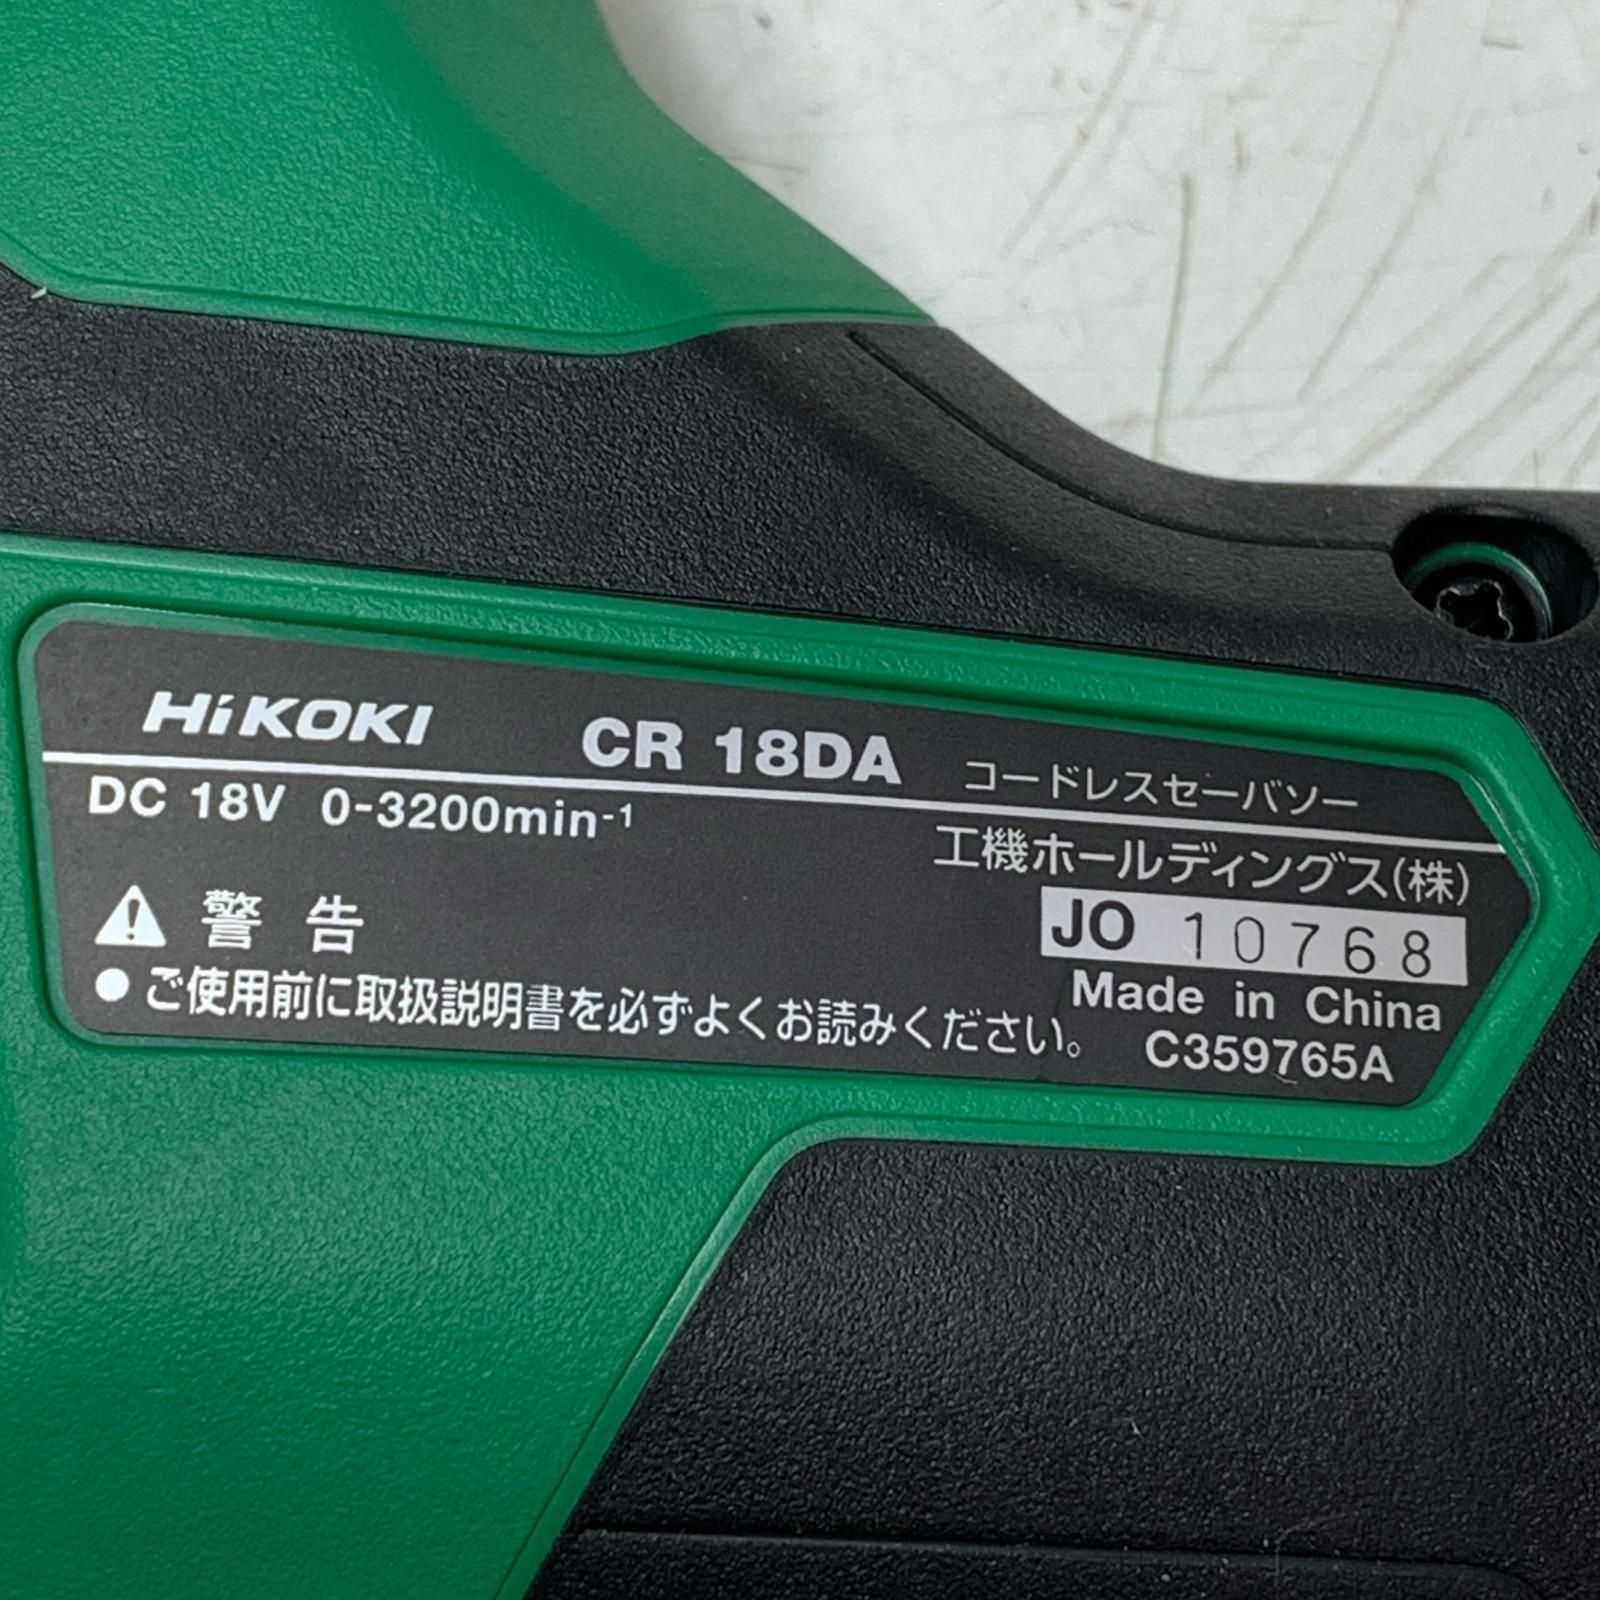 HiKOKI CR 18DA コードレスセーバソー
DC 18V 0-3200min-1 工機ホールディングス(株)
警告 JO 10768
Made in China
●ご使用前に取扱説明書を必ずよくお読みください。 C359765A